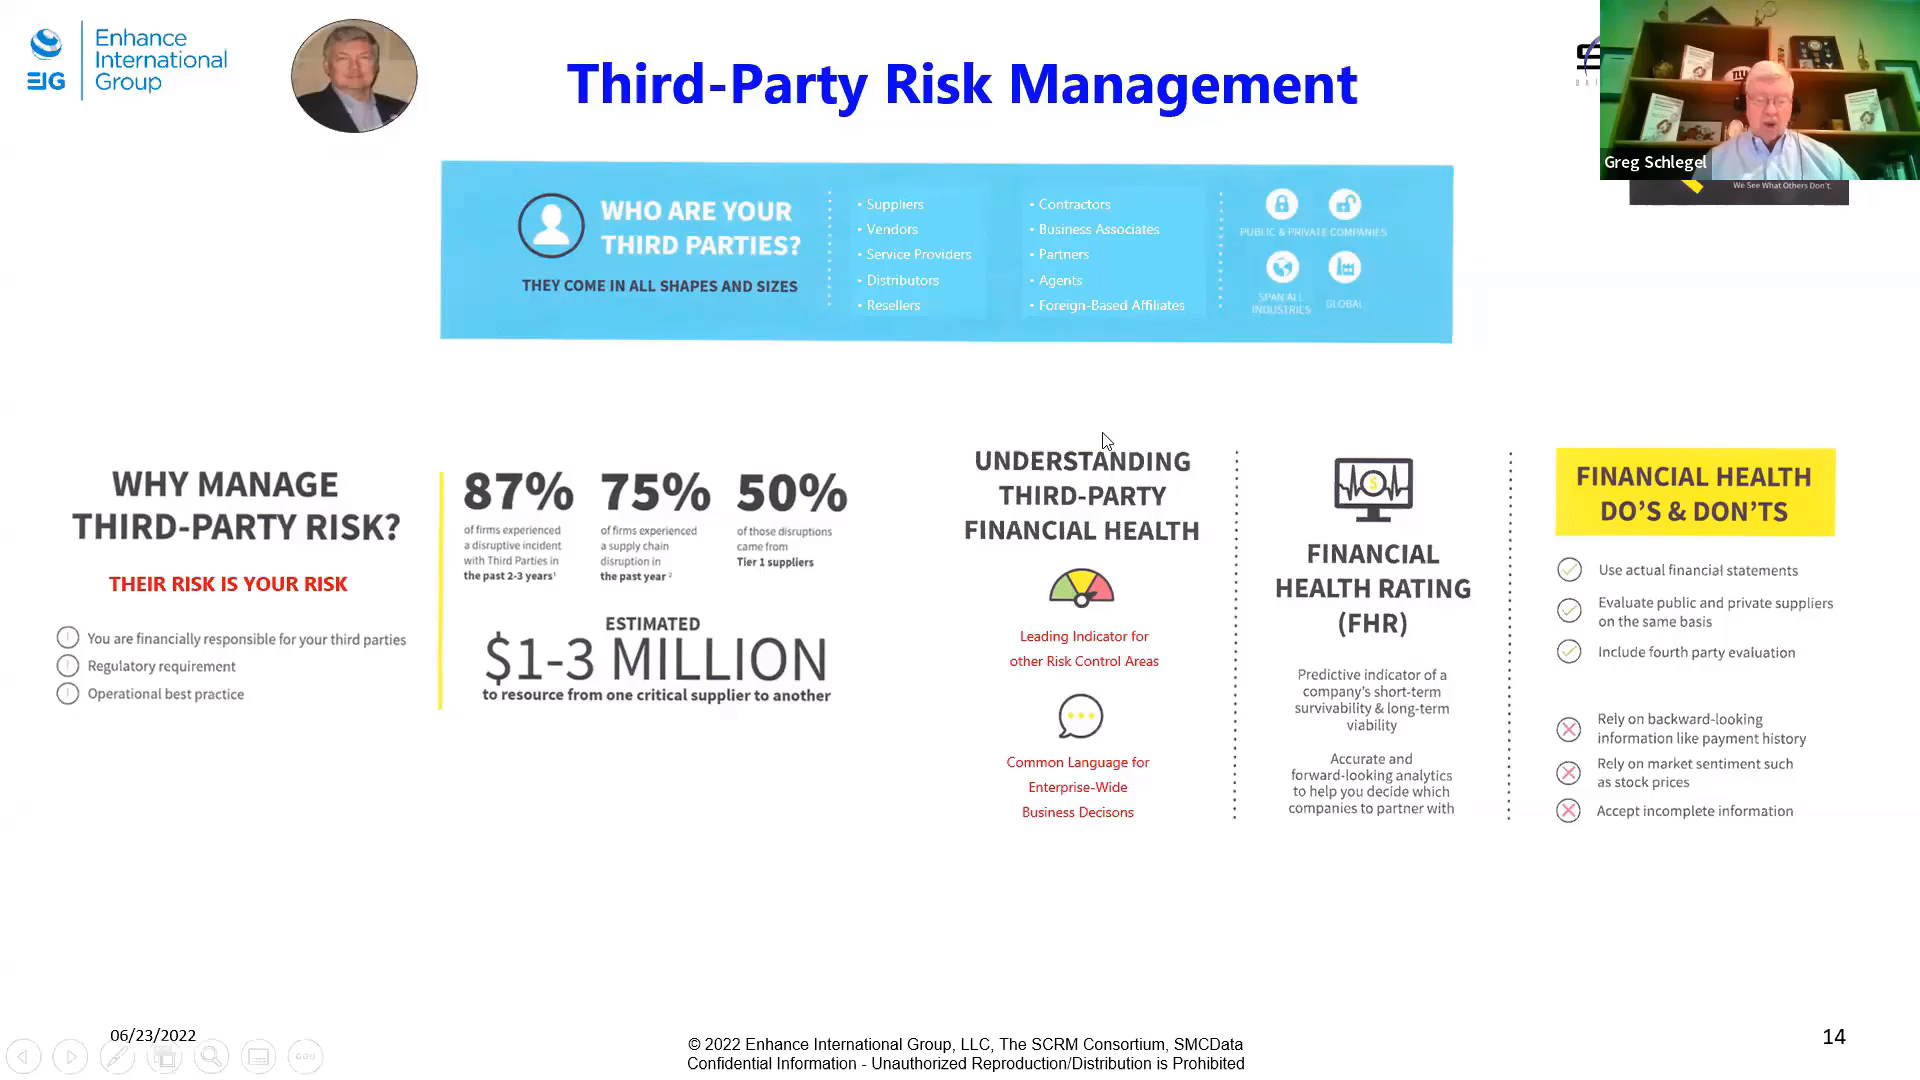 Enhance
International
Group
EIG
Third-Party Risk Management
Greg Schlegel
We See What Others Don't.
WHO ARE YOUR
THIRD PARTIES?
THEY COME IN ALL SHAPES AND SIZES
• Suppliers
• Vendors
• Service Providers
• Distributors
• Resellers
• Contractors
• Business Associates
• Partners
• Agents
• Foreign-Based Affiliates
PUBLIC & PRIVATE COMPANIES
SPAN ALL
INDUSTRIES
GLOBAL
WHY MANAGE
THIRD-PARTY RISK?
THEIR RISK IS YOUR RISK
You are financially responsible for your third parties
Regulatory requirement
Operational best practice
87%
of firms experienced
a disruptive incident
with Third Parties in
the past 2-3 years¹
75%
of firms experienced
a supply chain
disruption in
the past year ²
50%
of those disruptions
came from
Tier 1 suppliers
ESTIMATED
$1-3 MILLION
to resource from one critical supplier to another
UNDERSTANDING
THIRD-PARTY
FINANCIAL HEALTH
Leading Indicator for
other Risk Control Areas
Common Language for
Enterprise-Wide
Business Decisons
$
FINANCIAL
HEALTH RATING
(FHR)
Predictive indicator of a
company's short-term
survivability & long-term
viability
Accurate and
forward-looking analytics
to help you decide which
companies to partner with
FINANCIAL HEALTH
DO'S & DON'TS
Use actual financial statements
Evaluate public and private suppliers
on the same basis
Include fourth party evaluation
Rely on backward-looking
information like payment history
Rely on market sentiment such
as stock prices
Accept incomplete information
06/23/2022
© 2022 Enhance International Group, LLC, The SCRM Consortium, SMCData
Confidential Information - Unauthorized Reproduction/Distribution is Prohibited
14